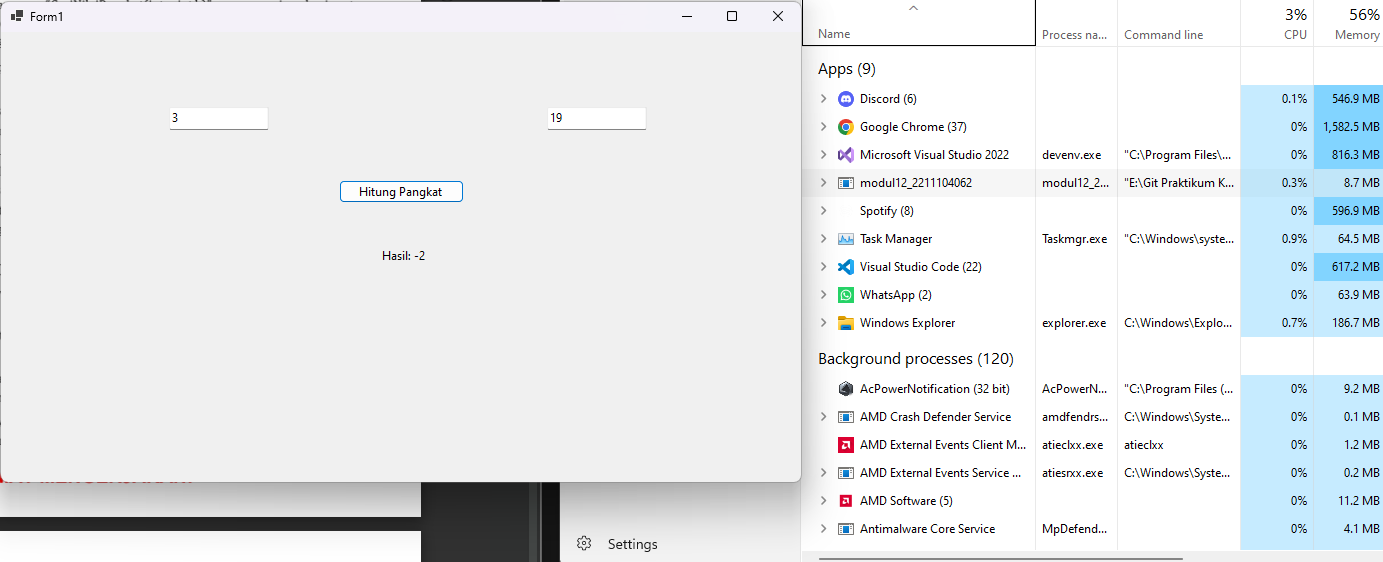 Form1
3
19
Hitung Pangkat
Hasil: -2
Settings
3% 56%
Name Process na... Command line CPU Memory
Apps (9)
Discord (6) 0.1% 546.9 MB
Google Chrome (37) 0% 1,582.5 MB
Microsoft Visual Studio 2022 devenv.exe "C:\Program Files\... 0% 816.3 MB
modul12_2211104062 modul12_2... "E:\Git Praktikum K... 0.3% 8.7 MB
Spotify (8) 0% 596.9 MB
Task Manager Taskmgr.exe "C:\Windows\syste... 0.9% 64.5 MB
Visual Studio Code (22) 0% 617.2 MB
WhatsApp (2) 0% 63.9 MB
Windows Explorer explorer.exe C:\Windows\Explo... 0.7% 186.7 MB
Background processes (120)
AcPowerNotification (32 bit) AcPowerN... "C:\Program Files (... 0% 9.2 MB
AMD Crash Defender Service amdfendrs... C:\Windows\Syste... 0% 0.1 MB
AMD External Events Client M... atieclxx.exe atieclxx 0% 1.2 MB
AMD External Events Service ... atiesrxx.exe C:\Windows\Syste... 0% 0.2 MB
AMD Software (5) 0% 11.2 MB
Antimalware Core Service MpDefend... 0% 4.1 MB